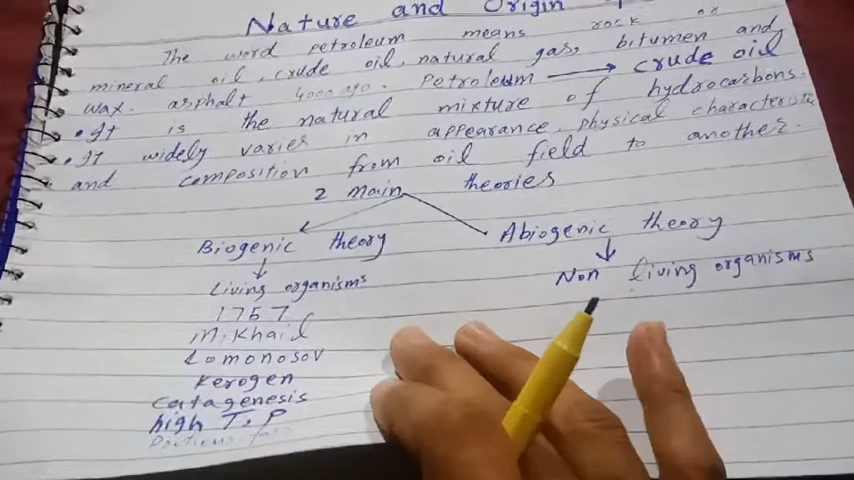 Nature and Origin
The word petroleum means rock or
mineral oil, crude oil, natural gas, bitumen and
wax. asphalt 4000 ago. Petroleum → crude oil
• It is the natural mixture of hydrocarbons.
• It widely varies in appearance, physical characteristic
and composition from oil field to another.
2 main theories
Biogenic theory Abiogenic theory
Living organisms Non living organisms
1757
Mikhail
Lomonosov
Kerogen
Catagenesis
high T.P